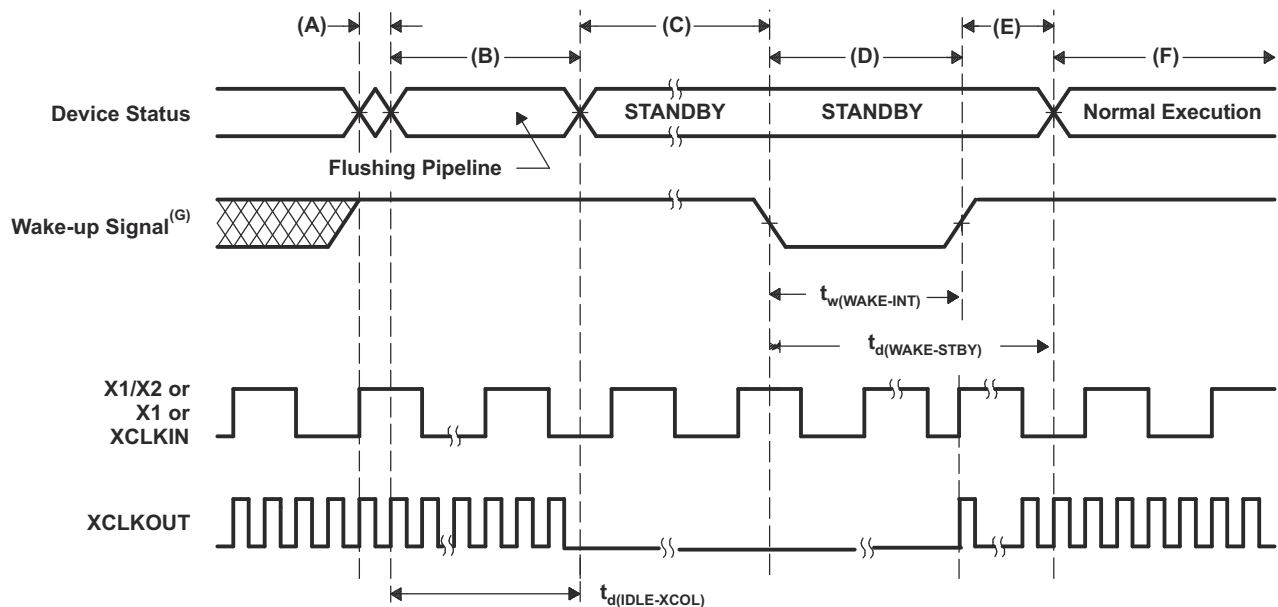 (A)
(C)
(E)
(B)
(D)
(F)
Device Status
STANDBY
STANDBY
Normal Execution
Flushing Pipeline
Wake-up Signal(G)
tw(WAKE-INT)
td(WAKE-STBY)
X1/X2 or
X1 or
XCLKIN
XCLKOUT
td(IDLE-XCOL)